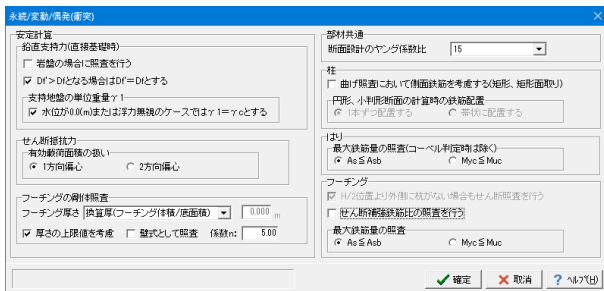 永続/変動/偶発(衝突)
安定計算
鉛直支持力(直接基礎時)
岩盤の場合に照査を行う
Df'>Dfとなる場合はDf'=Dfとする
支持地盤の単位重量γ1
水位が0.0(m)または浮力無視のケースではγ1=γcとする
せん断抵抗力
有効載荷面積の扱い
1方向偏心
2方向偏心
フーチングの剛体照査
フーチング厚さ 換算厚(フーチング体積/底面積) 0.000 m
厚さの上限値を考慮 壁式として照査 係数n: 5.00
部材共通
断面設計のヤング係数比 15
柱
曲げ照査において側面鉄筋を考慮する(矩形、矩形面取り)
円形、小判形断面の計算時の鉄筋配置
1本ずつ配置する 帯状に配置する
はり
最大鉄筋量の照査(コーベル判定時は除く)
As≦Asb Myc≦Muc
フーチング
H/2位置より外側に杭がない場合もせん断照査を行う
せん断補強鉄筋比の照査を行う
最大鉄筋量の照査
As≦Asb Myc≦Muc
確定 取消 ? ヘルプ(H)